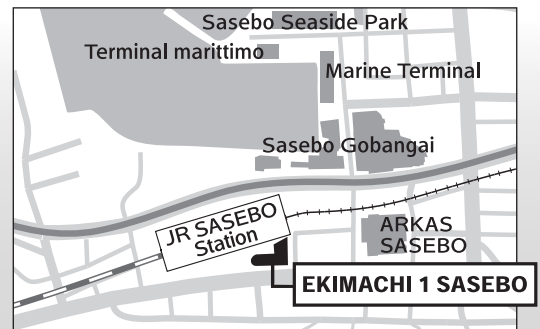 Sasebo Seaside Park
Terminal marittimo
Marine Terminal
Sasebo Gobangai
JR SASEBO
Station
ARKAS
SASEBO
EKIMACHI 1 SASEBO